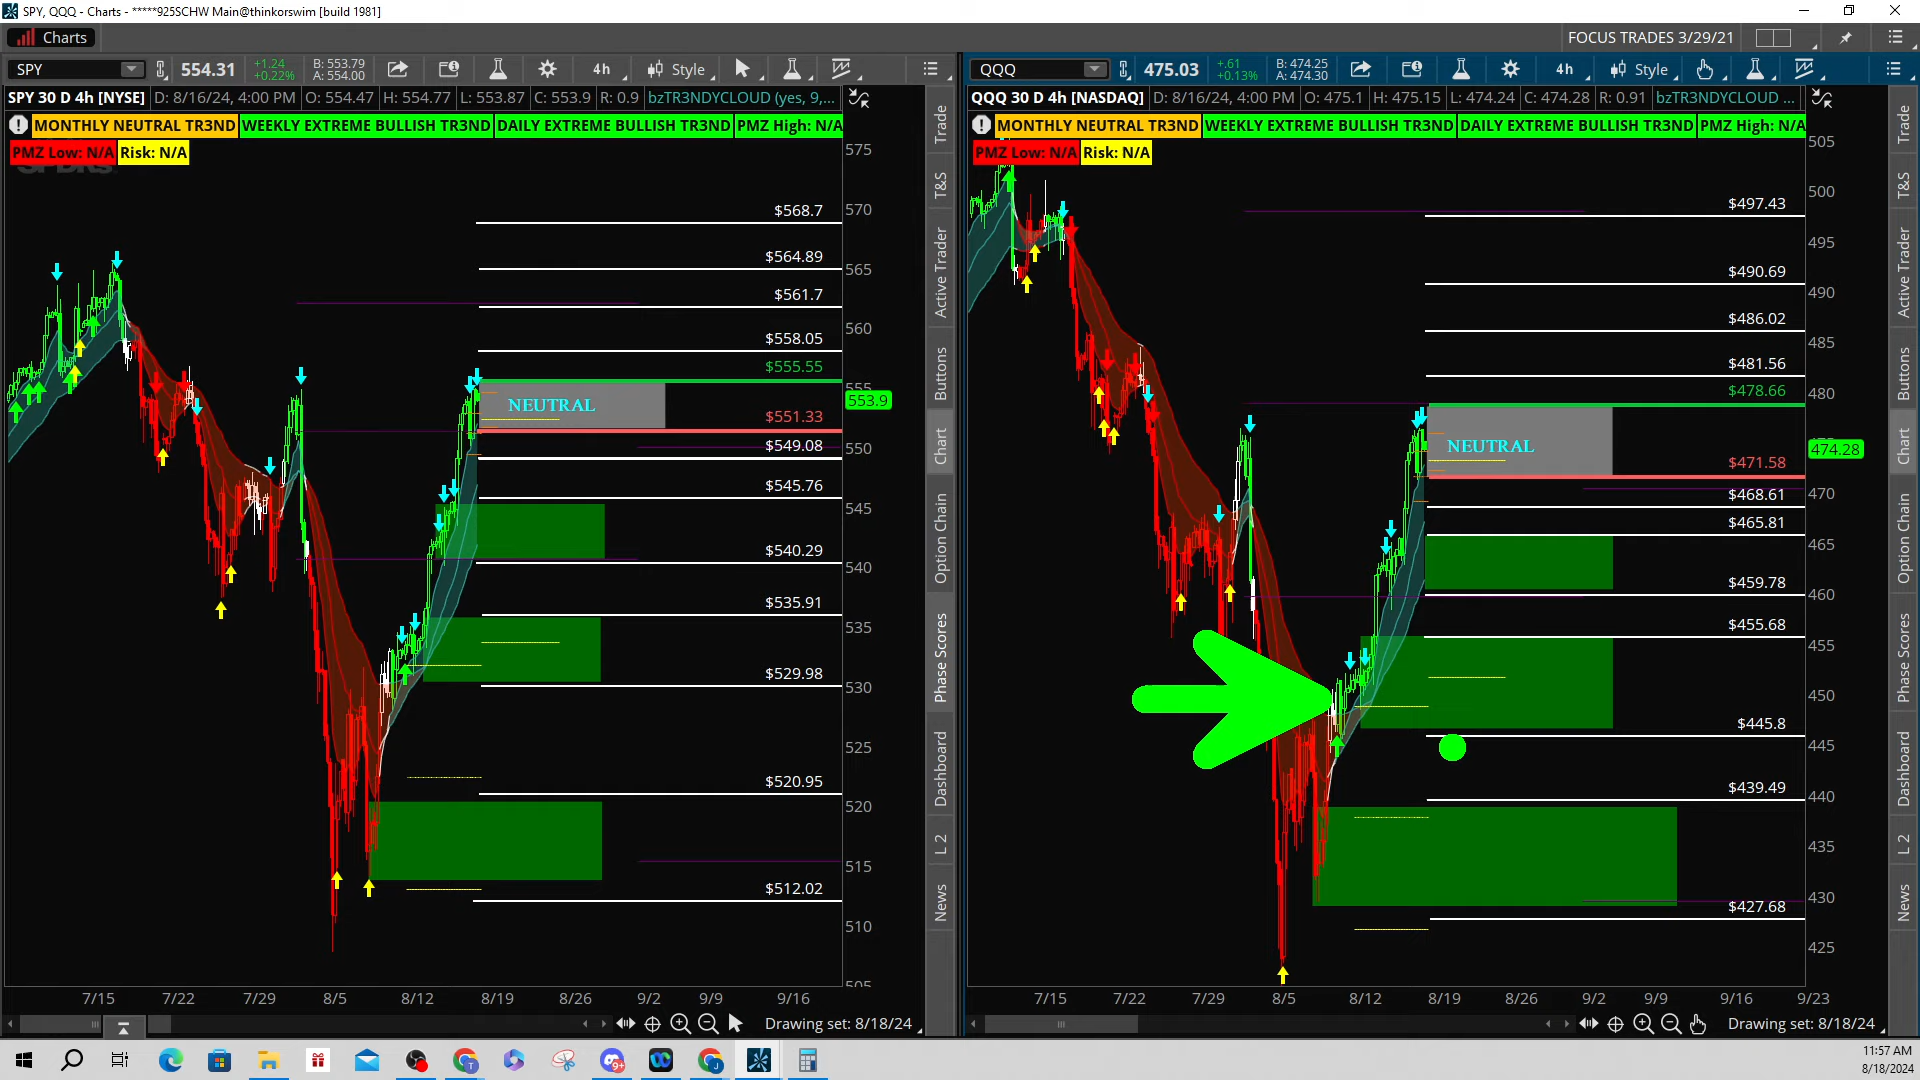 SPY, QQQ - Charts - *****925SCHW Main@thinkorswim [build 1981]
Charts
FOCUS TRADES 3/29/21
SPY
554.31
+1.24
+0.22%
B: 553.79
A: 554.00
4h
Style
QQQ
475.03
+.61
+0.13%
B: 474.25
A: 474.30
4h
Style
SPY 30 D 4h [NYSE]
D: 8/16/24, 4:00 PM
O: 554.47
H: 554.77
L: 553.87
C: 553.9
R: 0.9
bzTR3NDYCLOUD (yes, 9,...
MONTHLY NEUTRAL TR3ND
WEEKLY EXTREME BULLISH TR3ND
DAILY EXTREME BULLISH TR3ND
PMZ High: N/A
PMZ Low: N/A
Risk: N/A
$568.7
$564.89
$561.7
$558.05
$555.55
NEUTRAL
$551.33
$549.08
$545.76
$540.29
$535.91
$529.98
$520.95
$512.02
575
570
565
560
555
553.9
550
545
540
535
530
525
520
515
510
505
7/15
7/22
7/29
8/5
8/12
8/19
8/26
9/2
9/9
9/16
Drawing set: 8/18/24
Trade
T&S
Active Trader
Buttons
Chart
Option Chain
Phase Scores
Dashboard
L 2
News
QQQ 30 D 4h [NASDAQ]
D: 8/16/24, 4:00 PM
O: 475.1
H: 475.15
L: 474.24
C: 474.28
R: 0.91
bzTR3NDYCLOUD ...
MONTHLY NEUTRAL TR3ND
WEEKLY EXTREME BULLISH TR3ND
DAILY EXTREME BULLISH TR3ND
PMZ High: N/A
PMZ Low: N/A
Risk: N/A
$497.43
$490.69
$486.02
$481.56
$478.66
NEUTRAL
$471.58
$468.61
$465.81
$459.78
$455.68
$445.8
$439.49
$427.68
505
500
495
490
485
480
474.28
470
465
460
455
450
445
440
435
430
425
7/15
7/22
7/29
8/5
8/12
8/19
8/26
9/2
9/9
9/16
9/23
Drawing set: 8/18/24
Trade
T&S
Active Trader
Buttons
Chart
Option Chain
Phase Scores
Dashboard
L 2
News
11:57 AM
8/18/2024